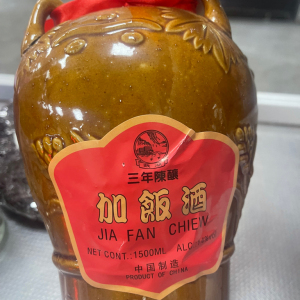 三年陳釀
加飯酒
JIA FAN CHIEW
NET CONT.:1500ML ALC
中国制造
PRODUCT OF CHINA